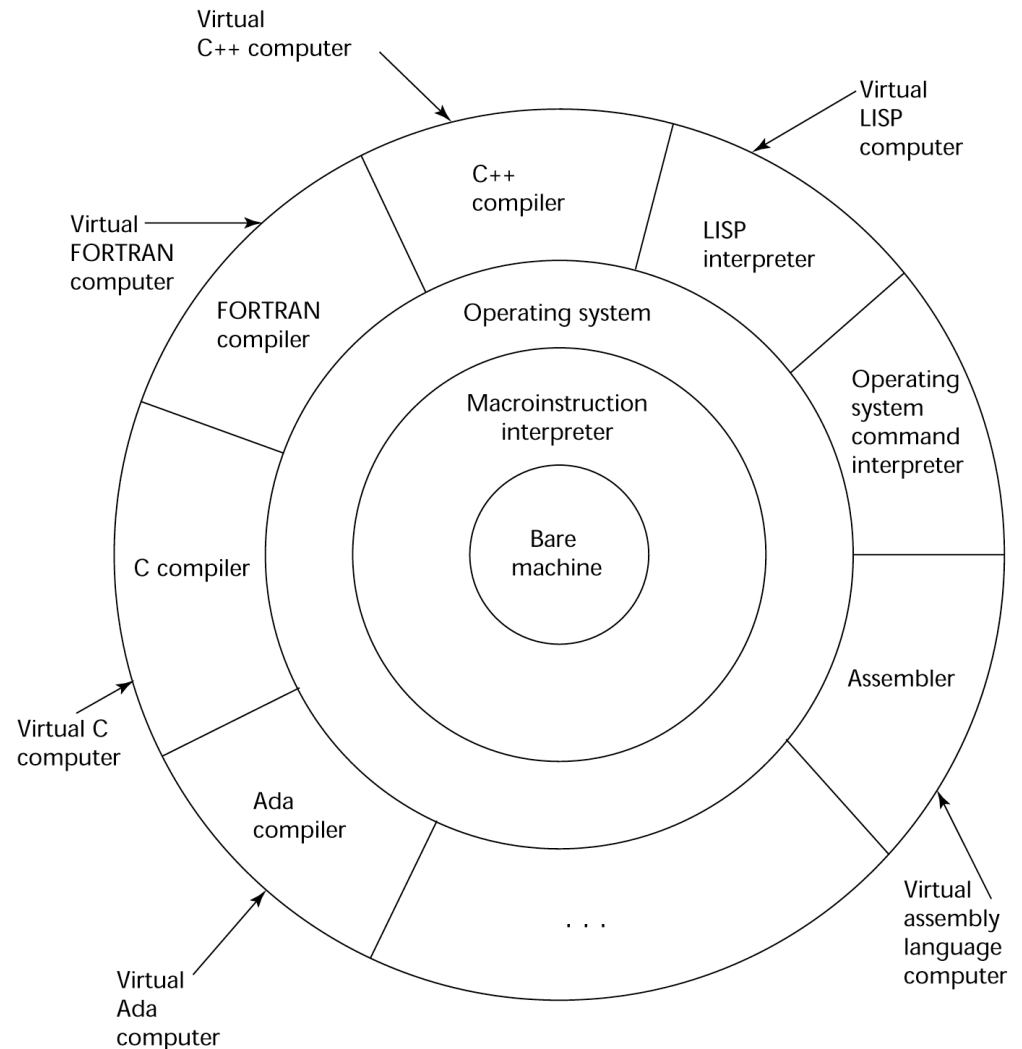 Virtual
C++ computer
Virtual
LISP
computer
C++
compiler
Virtual
FORTRAN
computer
LISP
interpreter
FORTRAN
compiler
Operating system
Operating
system
command
interpreter
Macroinstruction
interpreter
Bare
machine
C compiler
Assembler
Virtual C
computer
Ada
compiler
Virtual
assembly
language
computer
. . .
Virtual
Ada
computer